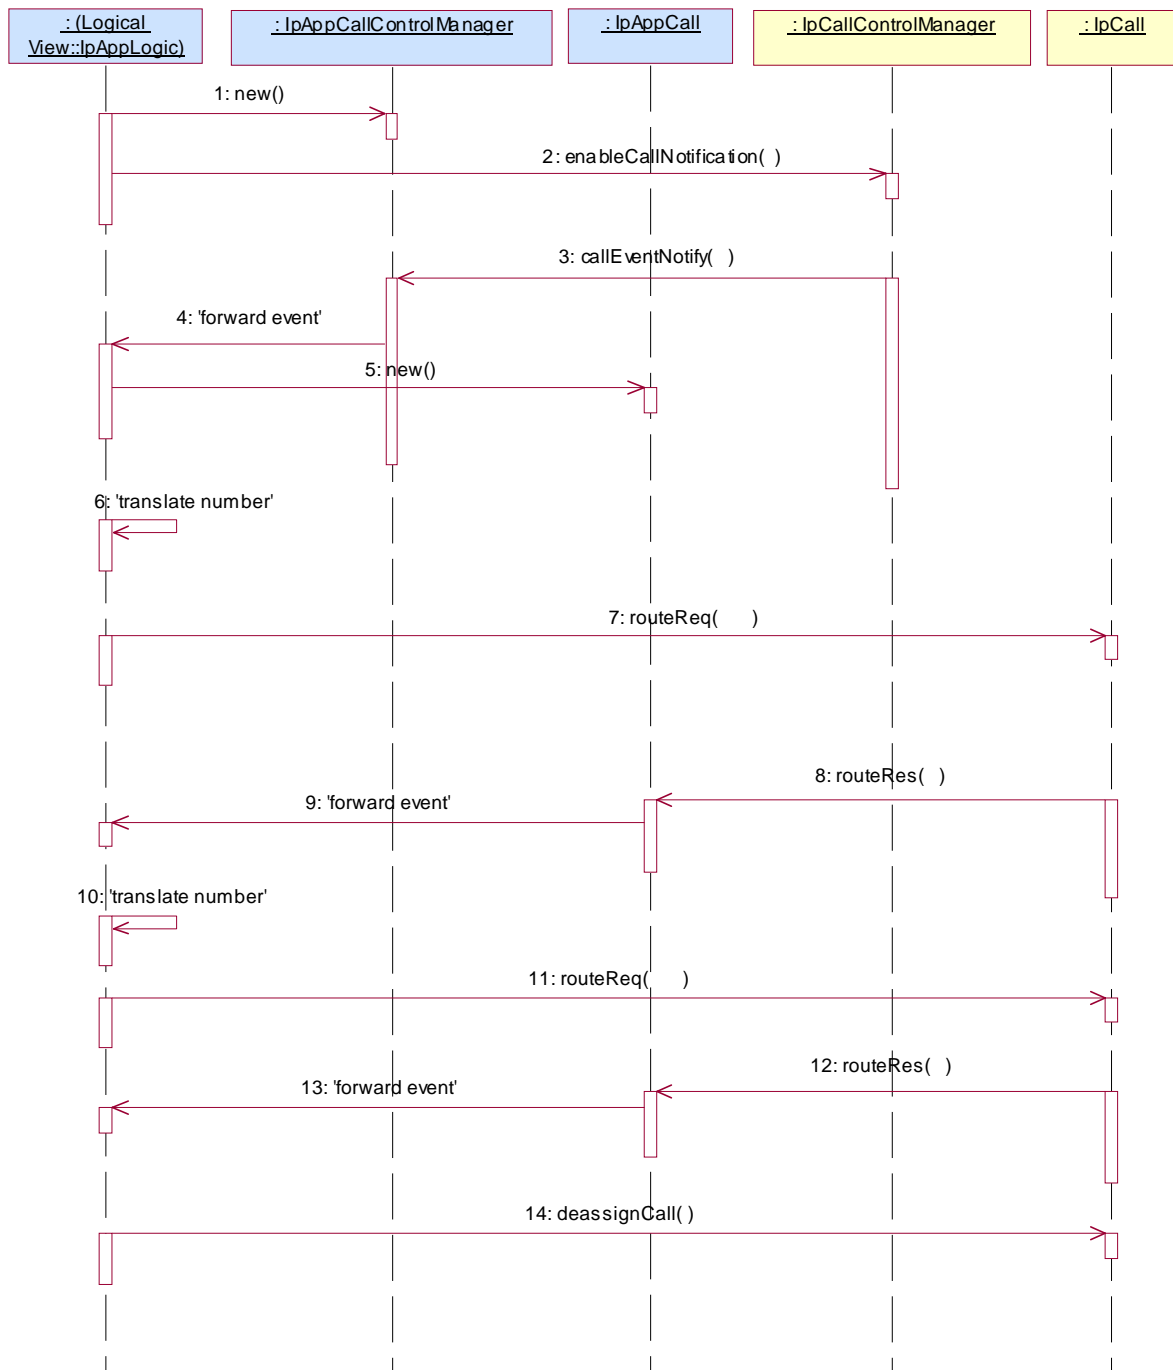 : (Logical
View::IpAppLogic)
: IpAppCallControlManager
: IpAppCall
: IpCallControlManager
: IpCall
1: new()
2: enableCallNotification( )
3: callEventNotify( )
4: 'forward event'
5: new()
6: 'translate number'
7: routeReq( )
8: routeRes( )
9: 'forward event'
10: 'translate number'
11: routeReq( )
12: routeRes( )
13: 'forward event'
14: deassignCall( )